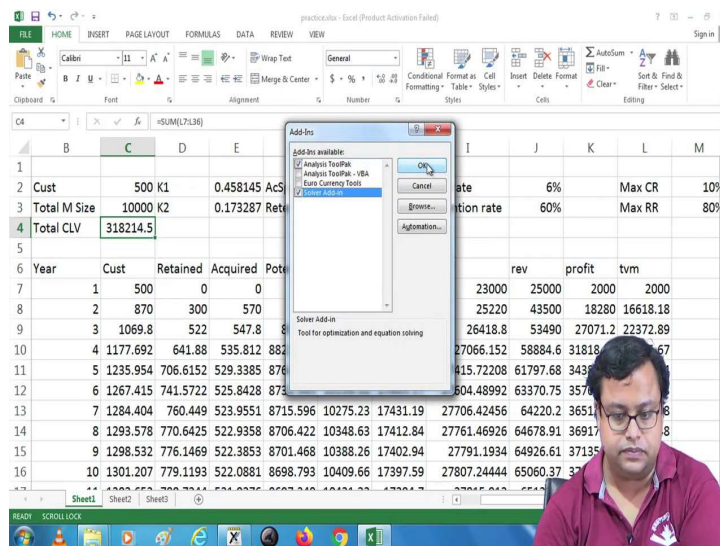 practice.xlsx - Excel (Product Activation Failed)
FILE HOME INSERT PAGE LAYOUT FORMULAS DATA REVIEW VIEW Sign in
Calibri 11 Wrap Text General AutoSum
Fill
Paste B I U Merge & Center $ % Conditional Format as Cell Insert Delete Format Clear Sort & Find &
Formatting Table Styles Filter Select
Clipboard Font Alignment Number Styles Cells Editing
C4 fx =SUM(L7:L36)
Add-Ins
Add-Ins available:
Analysis ToolPak
Analysis ToolPak - VBA
Euro Currency Tools
Solver Add-in
OK
Cancel
Browse...
Automation...
Solver Add-in
Tool for optimization and equation solving
B C D E I J K L M
1
2 Cust 500 K1 0.458145 6% Max CR 10%
3 Total M Size 10000 K2 0.173287 60% Max RR 80%
4 Total CLV 318214.5
5
6 Year Cust Retained Acquired rev profit tvm
7 1 500 0 0 23000 25000 2000 2000
8 2 870 300 570 25220 43500 18280 16618.18
9 3 1069.8 522 547.8 26418.8 53490 27071.2 22372.89
10 4 1177.692 641.88 535.812 27066.152 58884.6
11 5 1235.954 706.6152 529.3385 61797.68
12 6 1267.415 741.5722 525.8428 63370.75
13 7 1284.404 760.449 523.9551 8715.596 10275.23 17431.19 27706.42456 64220.2
14 8 1293.578 770.6425 522.9358 8706.422 10348.63 17412.84 27761.46926 64678.91
15 9 1298.532 776.1469 522.3853 8701.468 10388.26 17402.94 27791.1934 64926.61
16 10 1301.207 779.1193 522.0881 8698.793 10409.66 17397.59 27807.24444 65060.37
Sheet1 Sheet2 Sheet3
READY SCROLL LOCK